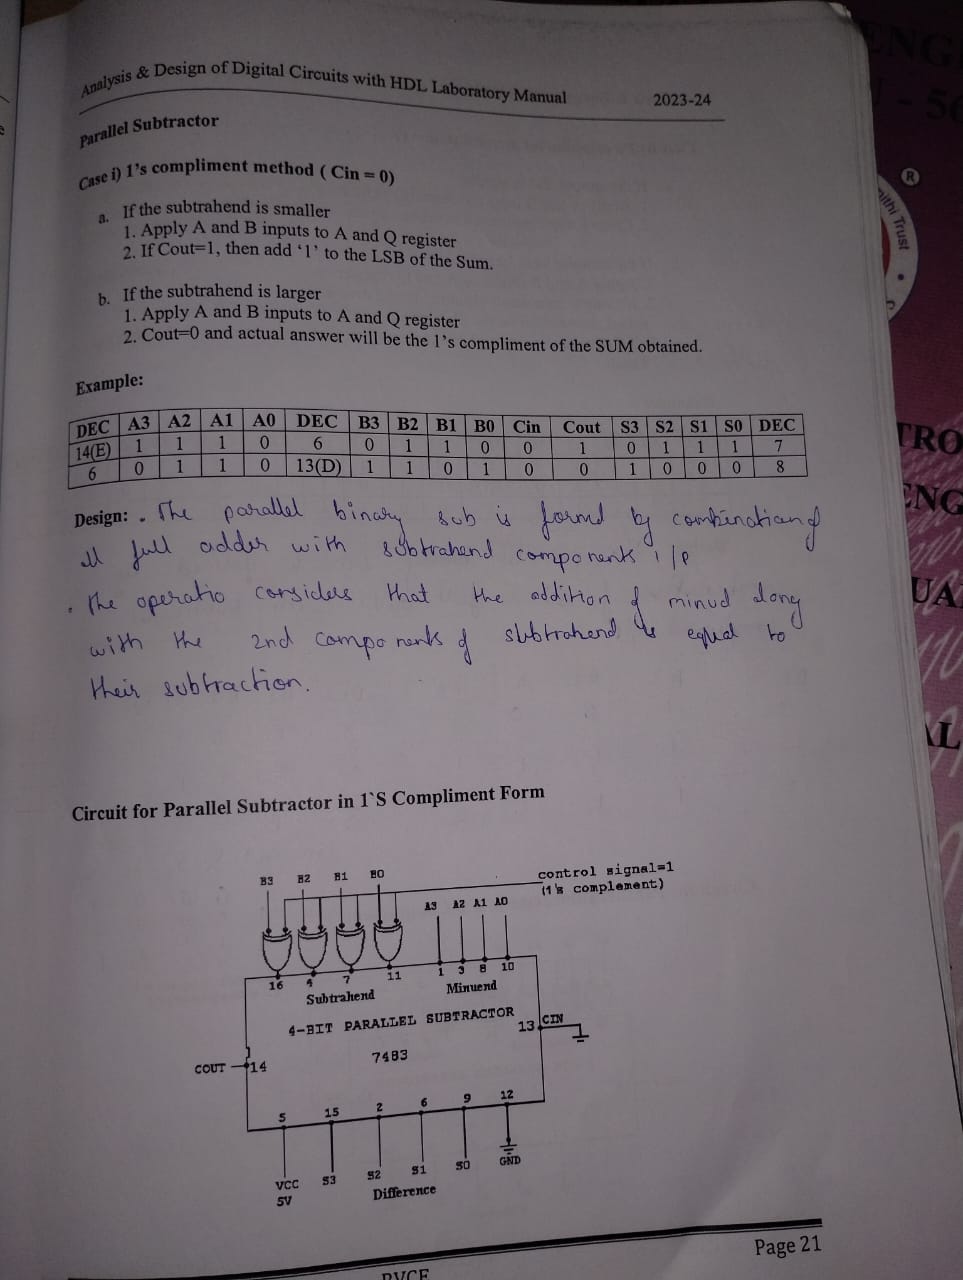 Analysis & Design of Digital Circuits with HDL Laboratory Manual 2023-24
Parallel Subtractor
Case i) 1's compliment method ( Cin = 0)
a. If the subtrahend is smaller
1. Apply A and B inputs to A and Q register
2. If Cout=1, then add ‘1’ to the LSB of the Sum.
b. If the subtrahend is larger
1. Apply A and B inputs to A and Q register
2. Cout=0 and actual answer will be the 1's compliment of the SUM obtained.
Example:
DEC A3 A2 A1 A0 DEC B3 B2 B1 B0 Cin Cout S3 S2 S1 S0 DEC
14(E) 1 1 1 0 6 0 1 1 0 0 1 0 1 1 1 7
6 0 1 1 0 13(D) 1 1 0 1 0 0 1 0 0 0 8
Design: . The parallel binary sub is formd by combination of
all full adder with subtrahend components i/p
. The operatio considers that the addition of minud along
with the 2nd components of subtrahend is equal to
their subtraction.
Circuit for Parallel Subtractor in 1`S Compliment Form
B3 B2 B1 B0
control signal=1
(1's complement)
A3 A2 A1 A0
16 4 7 11 1 3 8 10
Subtrahend Minuend
4-BIT PARALLEL SUBTRACTOR
13 CIN
7483
COUT 14
5 15 2 6 9 12
VCC S3 S2 S1 S0 GND
5V
Difference
Page 21
RVCE
ENG
- 56
R
nithi Trust
TRO
ENG
UA
AL